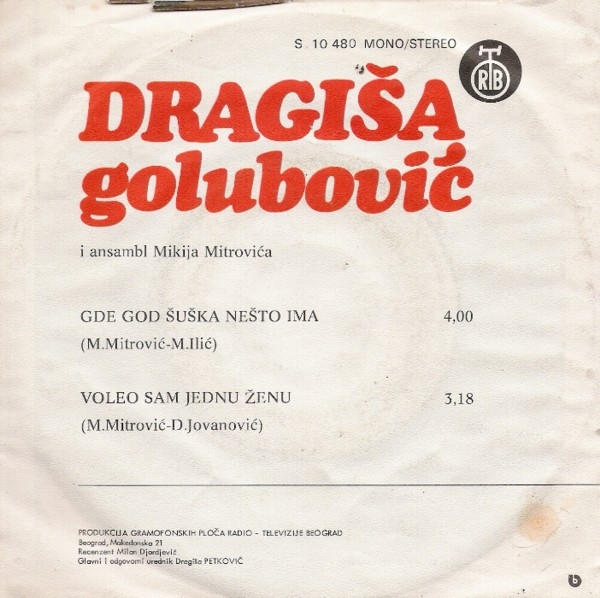 S 10 480 MONO/STEREO
RTB
DRAGIŠA
golubović
i ansambl Mikija Mitrovića
GDE GOD ŠUŠKA NEŠTO IMA 4,00
(M.Mitrović-M.Ilić)
VOLEO SAM JEDNU ŽENU 3,18
(M.Mitrović-D.Jovanović)
PRODUKCIJA GRAMOFONSKIH PLOČA RADIO – TELEVIZIJE BEOGRAD
Beograd, Makedonska 21
Recenzent Milan Djordjević
Glavni i odgovorni urednik Dragiša PETKOVIČ
b